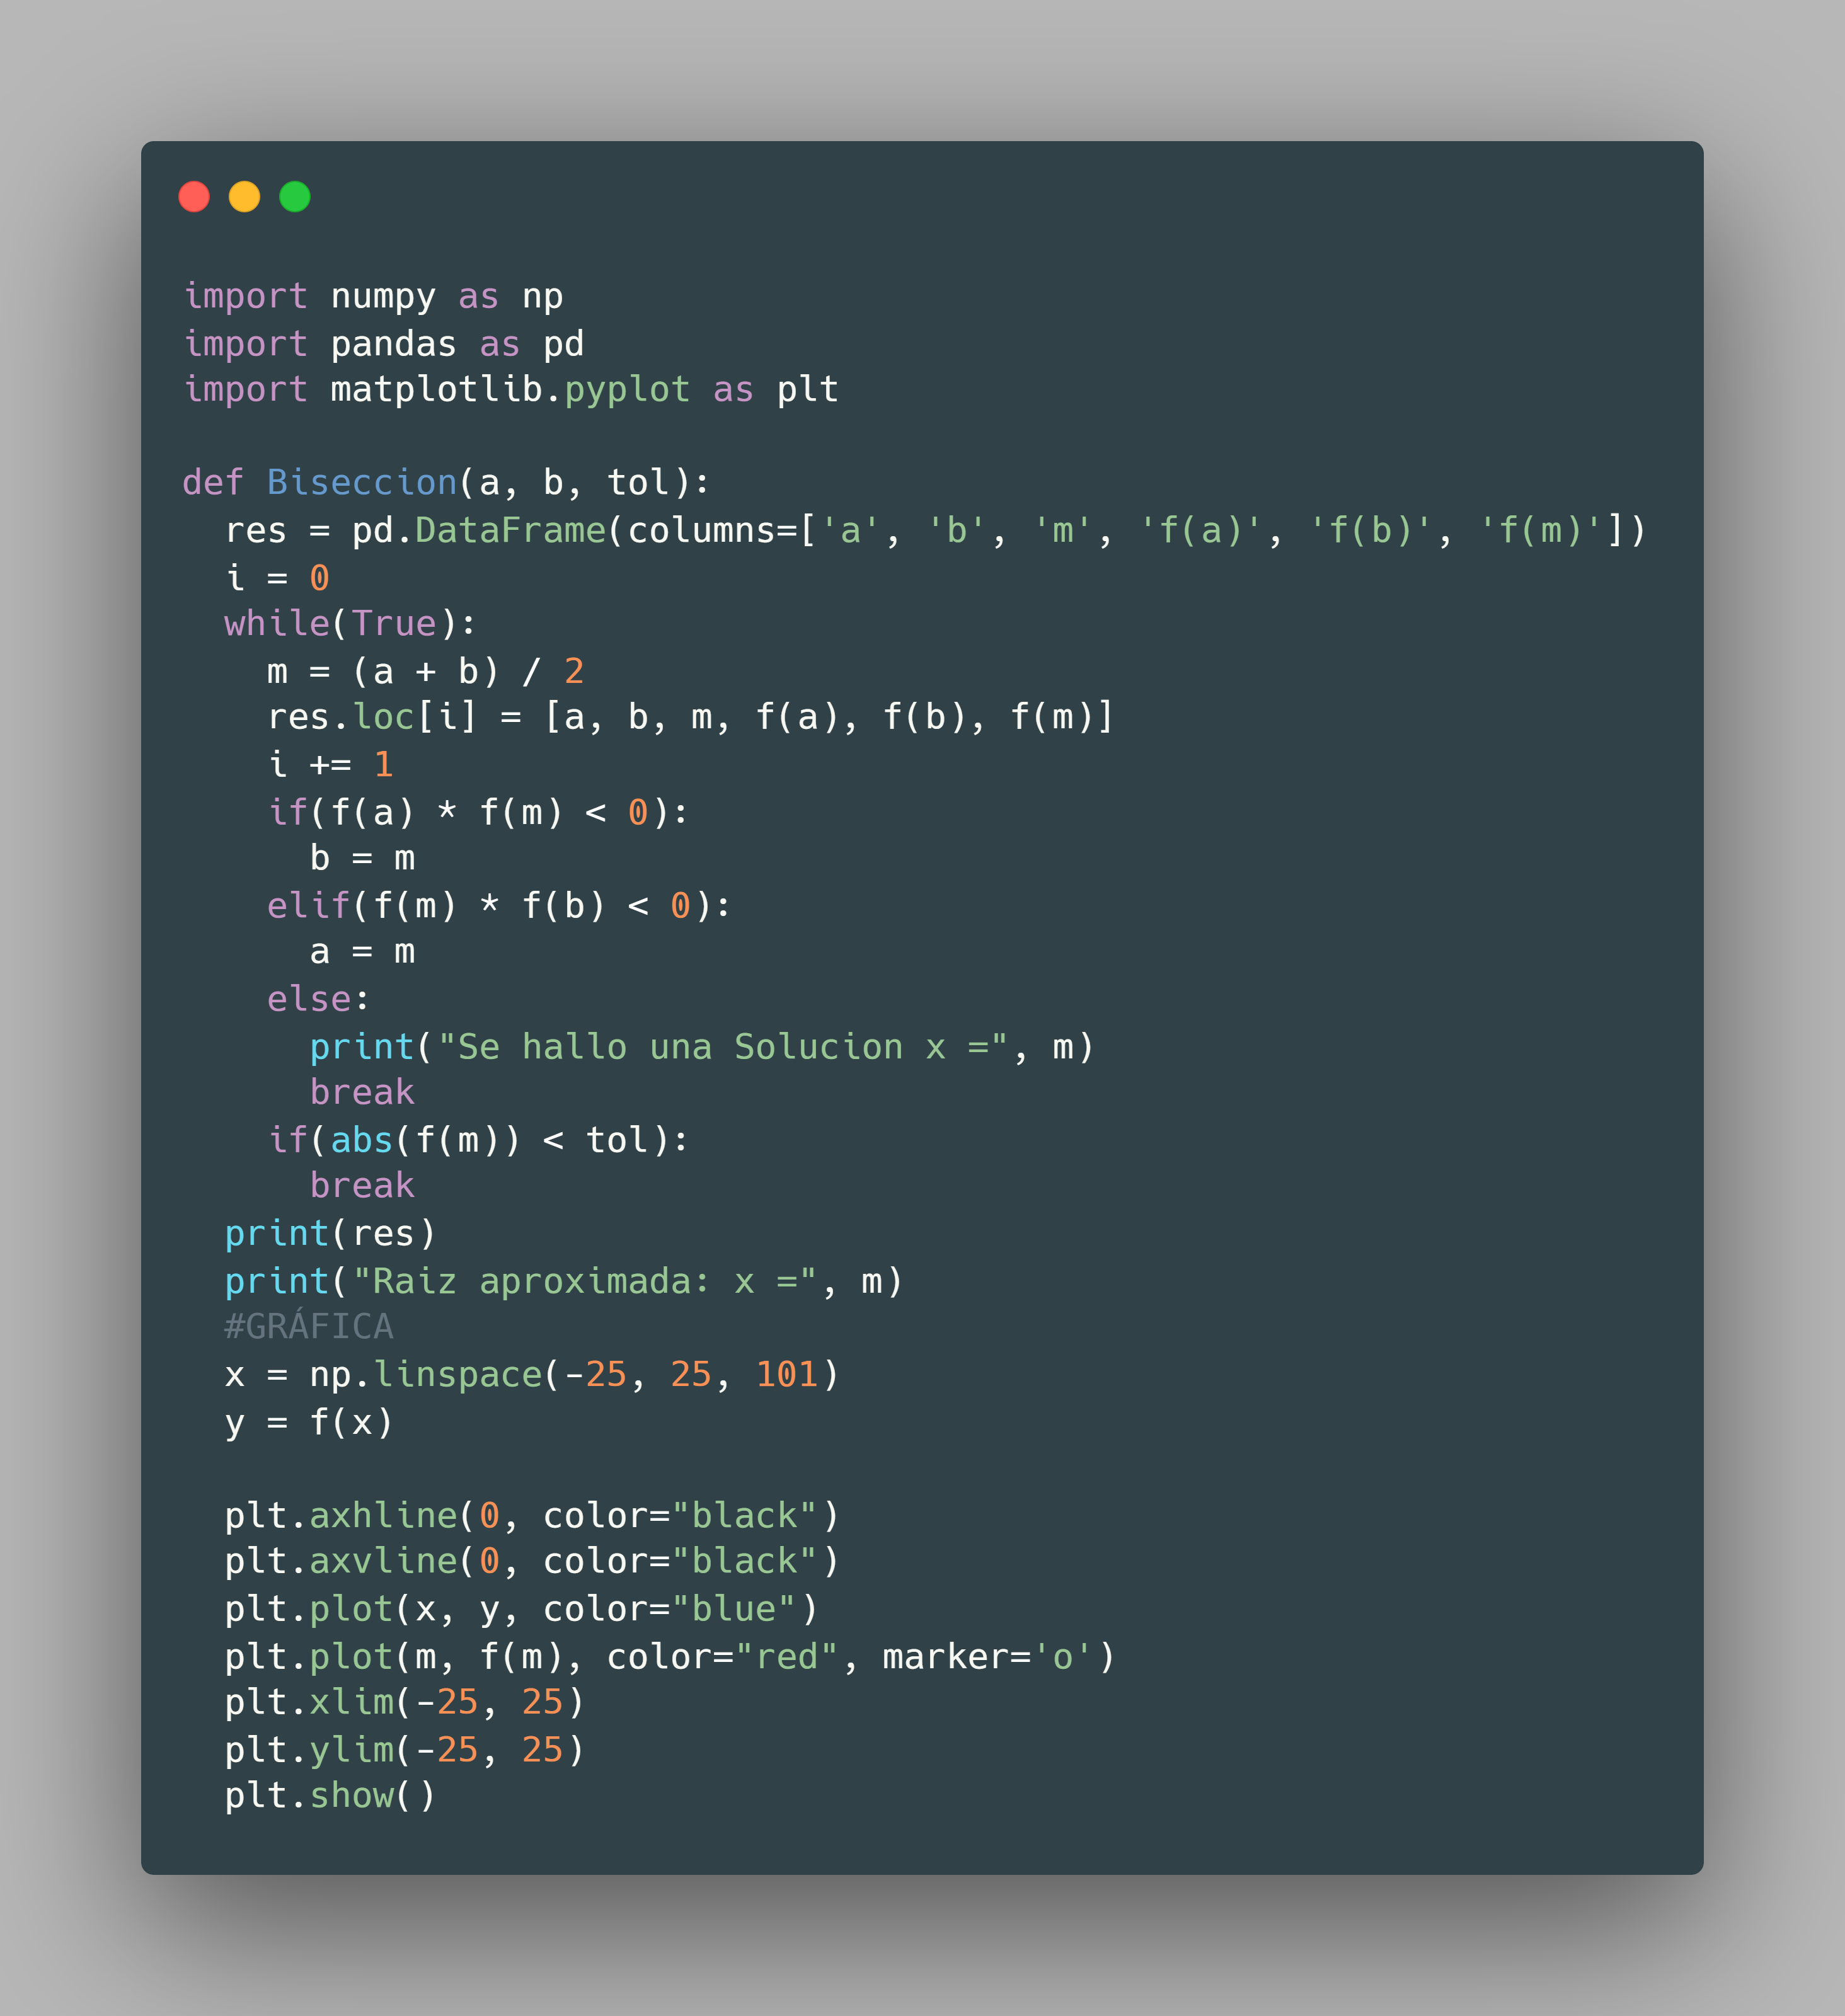 import numpy as np
import pandas as pd
import matplotlib.pyplot as plt

def Biseccion(a, b, tol):
  res = pd.DataFrame(columns=['a', 'b', 'm', 'f(a)', 'f(b)', 'f(m)'])
  i = 0
  while(True):
    m = (a + b) / 2
    res.loc[i] = [a, b, m, f(a), f(b), f(m)]
    i += 1
    if(f(a) * f(m) < 0):
      b = m
    elif(f(m) * f(b) < 0):
      a = m
    else:
      print("Se hallo una Solucion x =", m)
      break
    if(abs(f(m)) < tol):
      break
  print(res)
  print("Raiz aproximada: x =", m)
  #GRÁFICA
  x = np.linspace(-25, 25, 101)
  y = f(x)

  plt.axhline(0, color="black")
  plt.axvline(0, color="black")
  plt.plot(x, y, color="blue")
  plt.plot(m, f(m), color="red", marker='o')
  plt.xlim(-25, 25)
  plt.ylim(-25, 25)
  plt.show()